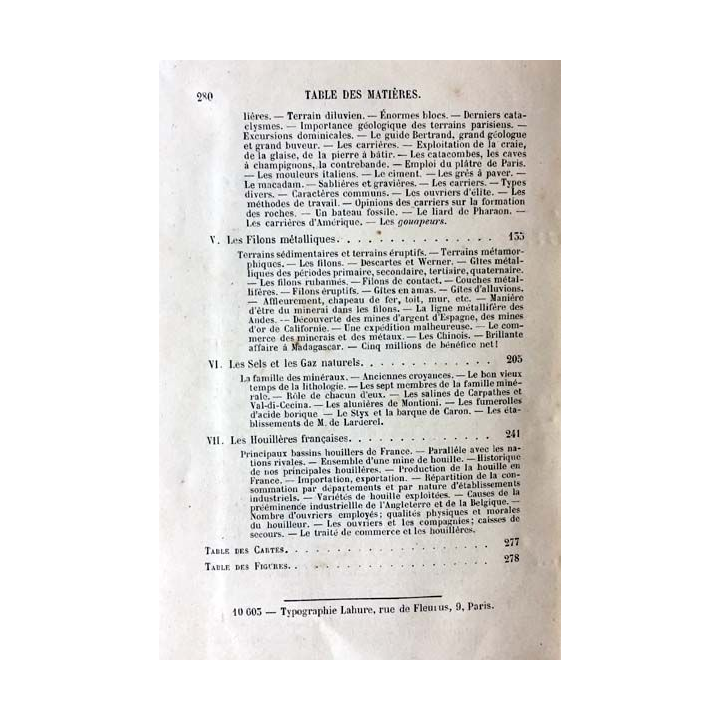 280 TABLE DES MATIÈRES.
lières. — Terrain diluvien. — Énormes blocs. — Derniers cata-
clysmes. — Importance géologique des terrains parisiens. —
Excursions dominicales. — Le guide Bertrand, grand géologue
et grand buveur. — Les carrières. — Exploitation de la craie,
de la glaise, de la pierre à bâtir. — Les catacombes, les caves
à champignons, la contrebande. — Emploi du plâtre de Paris.
— Les mouleurs italiens. — Le ciment. — Les grès à paver. —
Le macadam. — Sablières et gravières. — Les carriers. — Types
divers. — Caractères communs. — Les ouvriers d'élite. — Les
méthodes de travail. — Opinions des carriers sur la formation
des roches. — Un bateau fossile. — Le liard de Pharaon. —
Les carrières d'Amérique. — Les gouapeurs.
V. Les Filons métalliques. . . . . . . . . . . . . . . 155
Terrains sédimentaires et terrains éruptifs. — Terrains métamor-
phiques. — Les filons. — Descartes et Werner. — Gîtes métal-
liques des périodes primaire, secondaire, tertiaire, quaternaire.
— Les filons rubannés. — Filons de contact. — Couches métal-
lifères. — Filons éruptifs. — Gîtes en amas. — Gîtes d'alluvions.
— Affleurement, chapeau de fer, toit, mur, etc. — Manière
d'être du minerai dans les filons. — La ligne métallifère des
Andes. — Découverte des mines d'argent d'Espagne, des mines
d'or de Californie. — Une expédition malheureuse. — Le com-
merce des minerais et des métaux. — Les Chinois. — Brillante
affaire à Madagascar. — Cinq millions de bénéfice net!
VI. Les Sels et les Gaz naturels. . . . . . . . . . . . . 205
La famille des minéraux. — Anciennes croyances. — Le bon vieux
temps de la lithologie. — Les sept membres de la famille miné-
rale. — Rôle de chacun d'eux. — Les salines de Carpathes et
Val-di-Cecina. — Les alunières de Montioni. — Les fumerolles
d'acide borique — Le Styx et la barque de Caron. — Les éta-
blissements de M. de Larderel.
VII. Les Houillères françaises. . . . . . . . . . . . . . 241
Principaux bassins houillers de France. — Parallèle avec les na-
tions rivales. — Ensemble d'une mine de houille. — Historique
de nos principales houillères. — Production de la houille en
France. — Importation, exportation. — Répartition de la con-
sommation par départements et par nature d'établissements
industriels. — Variétés de houille exploitées. — Causes de la
prééminence industrielle de l'Angleterre et de la Belgique. —
Nombre d'ouvriers employés; qualités physiques et morales
du houilleur. — Les ouvriers et les compagnies; caisses de
secours. — Le traité de commerce et les houillères.
TABLE DES CARTES. . . . . . . . . . . . . . . . . . . 277
TABLE DES FIGURES. . . . . . . . . . . . . . . . . . . 278
10 605 — Typographie Lahure, rue de Fleurus, 9, Paris.